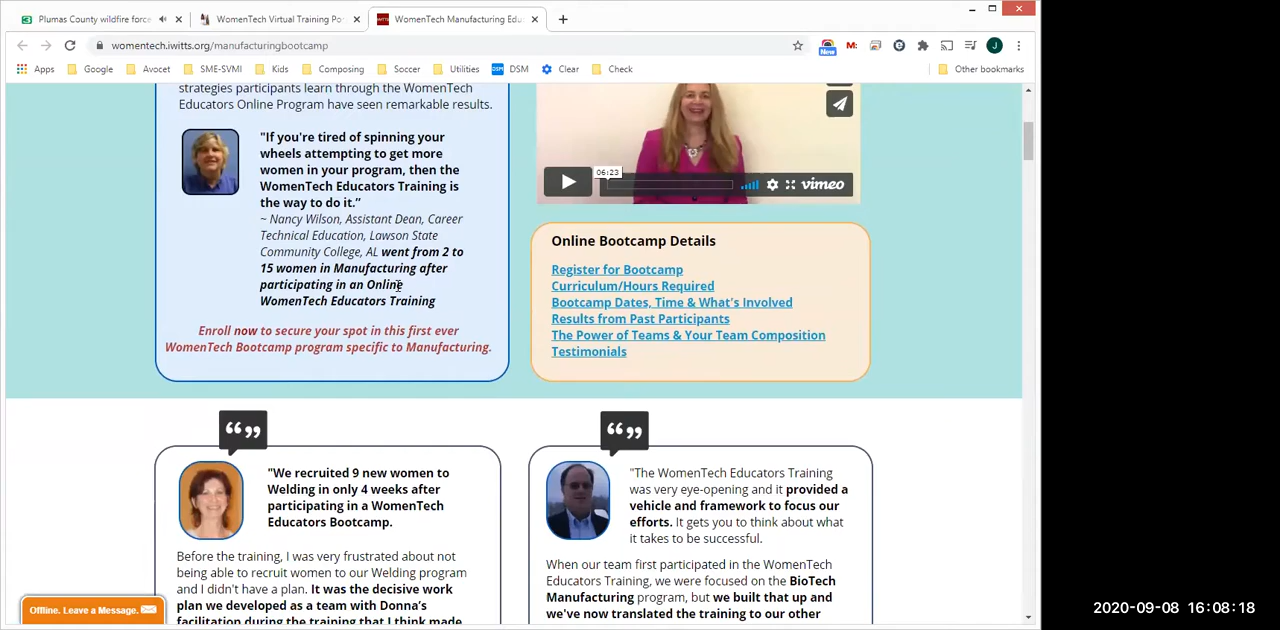 Plumas County wildfire force
WomenTech Virtual Training Po
WomenTech Manufacturing Edu
womentech.iwitts.org/manufacturingbootcamp
New
M:
J
Apps
Google
Avocet
SME-SVMI
Kids
Composing
Soccer
Utilities
DSM
DSM
Clear
Check
Other bookmarks
strategies participants learn through the WomenTech
Educators Online Program have seen remarkable results.
"If you're tired of spinning your
wheels attempting to get more
women in your program, then the
WomenTech Educators Training is
the way to do it.”
~ Nancy Wilson, Assistant Dean, Career
Technical Education, Lawson State
Community College, AL went from 2 to
15 women in Manufacturing after
participating in an Online
WomenTech Educators Training
Enroll now to secure your spot in this first ever
WomenTech Bootcamp program specific to Manufacturing.
06:23
vimeo
Online Bootcamp Details
Register for Bootcamp
Curriculum/Hours Required
Bootcamp Dates, Time & What's Involved
Results from Past Participants
The Power of Teams & Your Team Composition
Testimonials
"We recruited 9 new women to
Welding in only 4 weeks after
participating in a WomenTech
Educators Bootcamp.
Before the training, I was very frustrated about not
being able to recruit women to our Welding program
and I didn't have a plan. It was the decisive work
plan we developed as a team with Donna’s
facilitation during the training that I think made
"The WomenTech Educators Training
was very eye-opening and it provided a
vehicle and framework to focus our
efforts. It gets you to think about what
it takes to be successful.
When our team first participated in the WomenTech
Educators Training, we were focused on the BioTech
Manufacturing program, but we built that up and
we've now translated the training to our other
Offline. Leave a Message.
2020-09-08 16:08:18